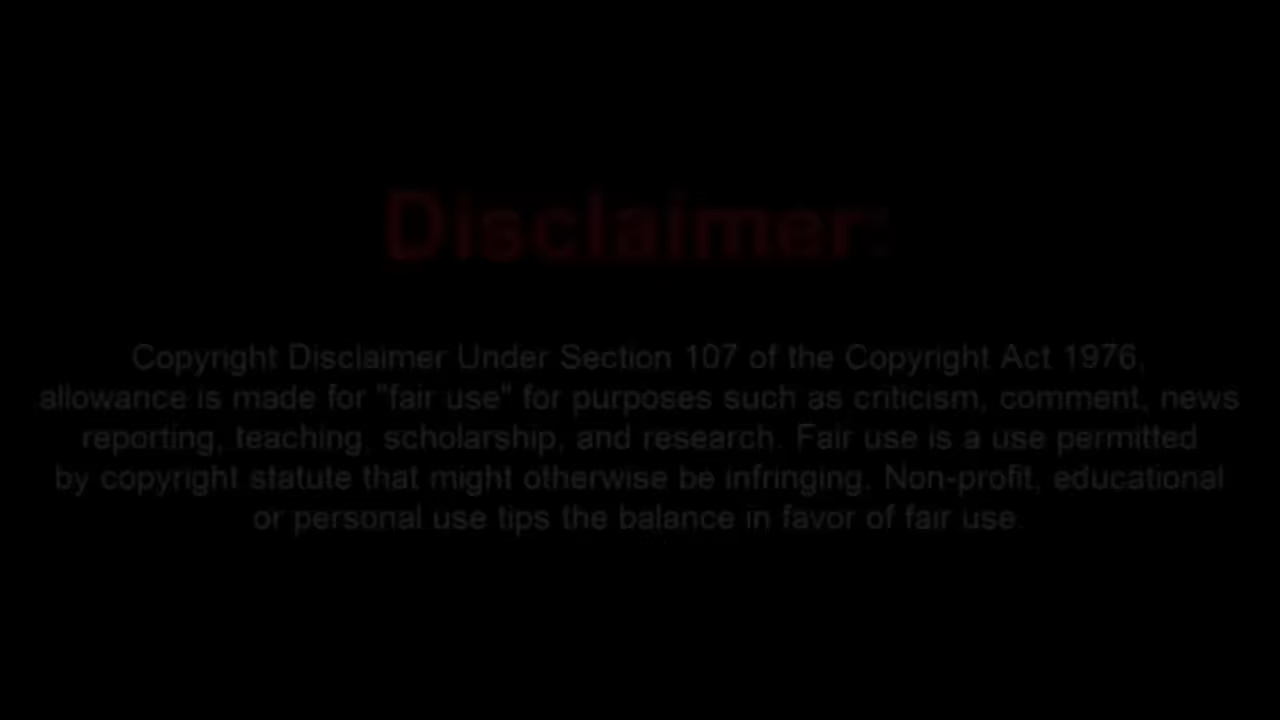 Disclaimer:
Copyright Disclaimer Under Section 107 of the Copyright Act 1976,
allowance is made for "fair use" for purposes such as criticism, comment, news
reporting, teaching, scholarship, and research. Fair use is a use permitted
by copyright statute that might otherwise be infringing. Non-profit, educational
or personal use tips the balance in favor of fair use.